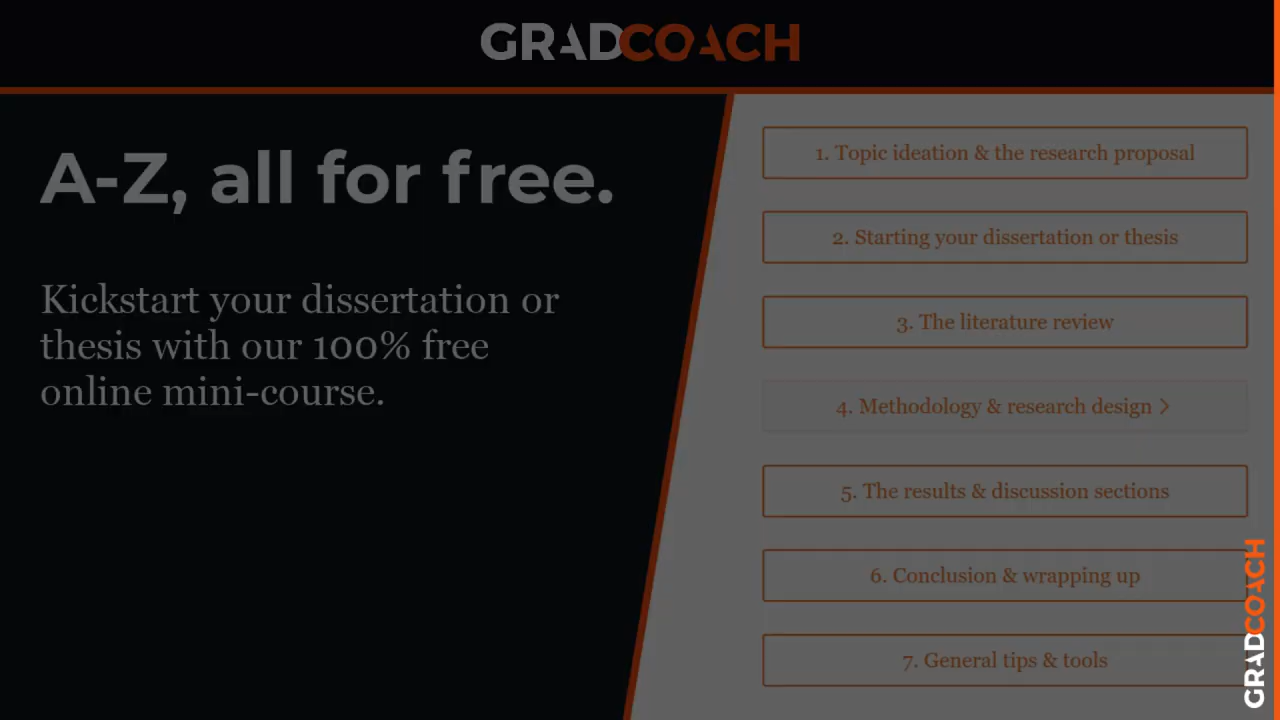 GRADCOACH
A-Z, all for free.
Kickstart your dissertation or
thesis with our 100% free
online mini-course.
1. Topic ideation & the research proposal
2. Starting your dissertation or thesis
3. The literature review
4. Methodology & research design >
5. The results & discussion sections
6. Conclusion & wrapping up
7. General tips & tools
GRADCOACH